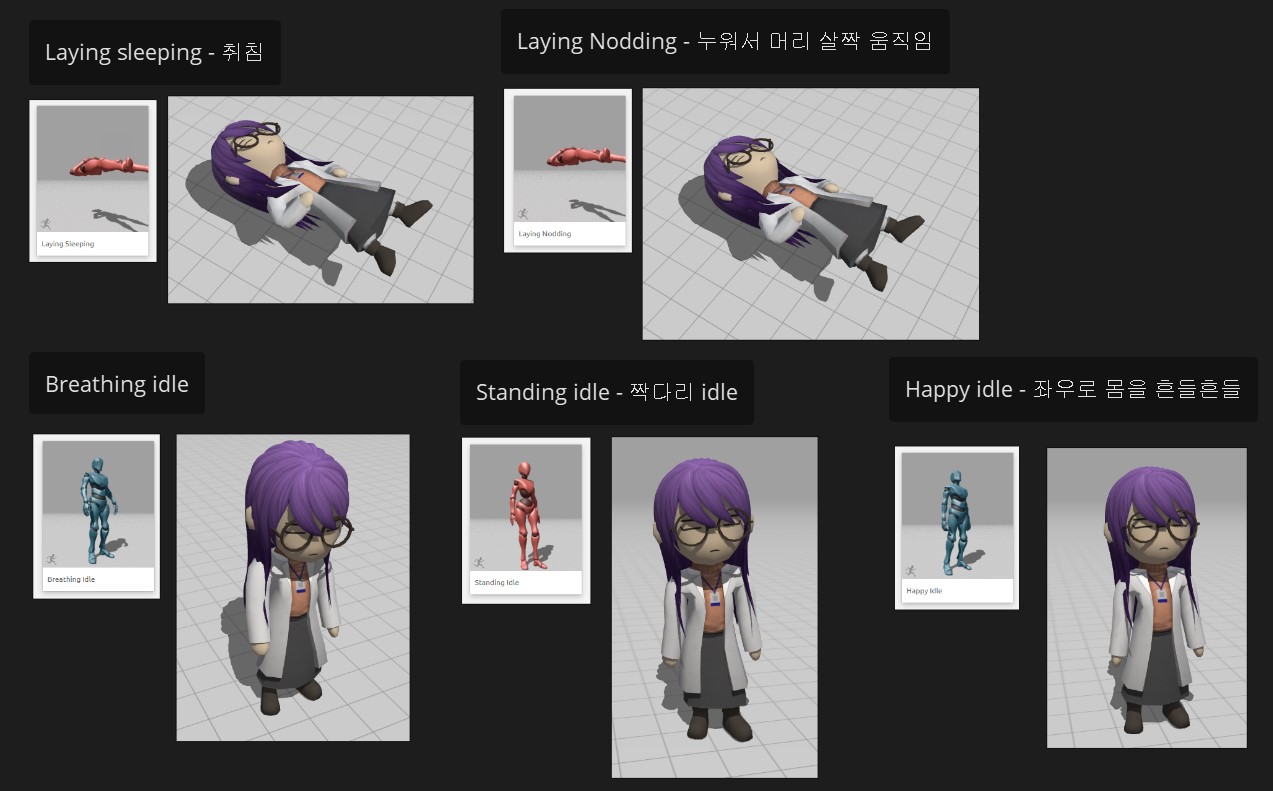 Laying sleeping - 취침
Laying Nodding - 누워서 머리 살짝 움직임
Laying Sleeping
Laying Nodding
Breathing idle
Standing idle - 짝다리 idle
Happy idle - 좌우로 몸을 흔들흔들
Breathing Idle
Standing Idle
Happy Idle